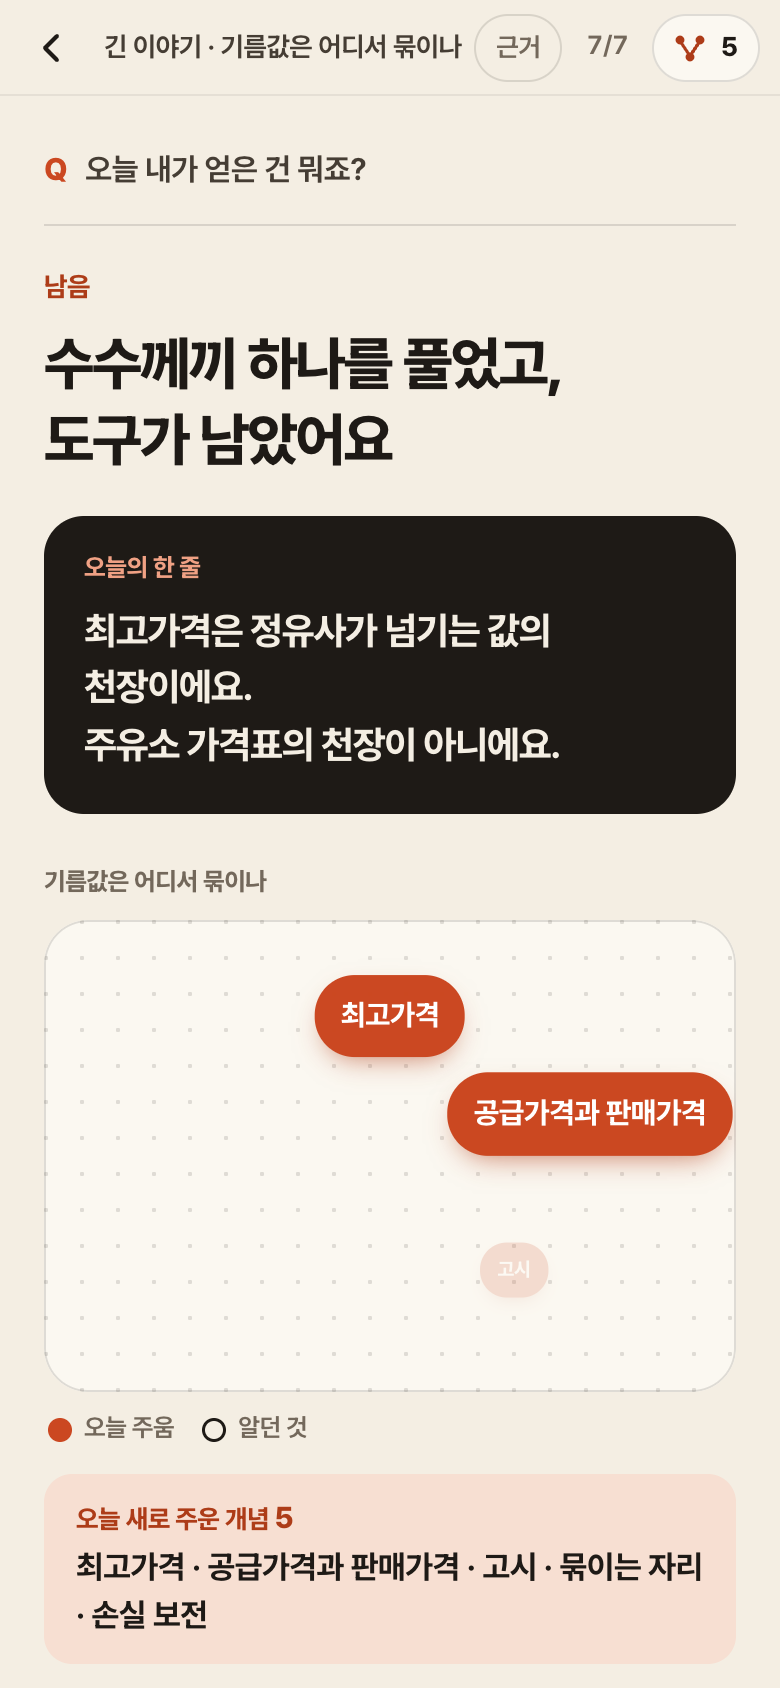 긴 이야기 · 기름값은 어디서 묶이나 근거 7/7 5
Q 오늘 내가 얻은 건 뭐죠?
남음
수수께끼 하나를 풀었고,
도구가 남았어요
오늘의 한 줄
최고가격은 정유사가 넘기는 값의
천장이에요.
주유소 가격표의 천장이 아니에요.
기름값은 어디서 묶이나
최고가격
공급가격과 판매가격
고시
오늘 주움 알던 것
오늘 새로 주운 개념 5
최고가격 · 공급가격과 판매가격 · 고시 · 묶이는 자리
· 손실 보전